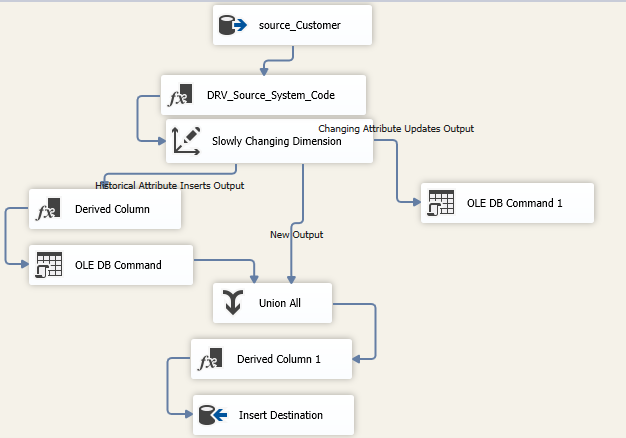 source_Customer
DRV_Source_System_Code
Changing Attribute Updates Output
Slowly Changing Dimension
Historical Attribute Inserts Output
Derived Column
OLE DB Command 1
New Output
OLE DB Command
Union All
Derived Column 1
Insert Destination